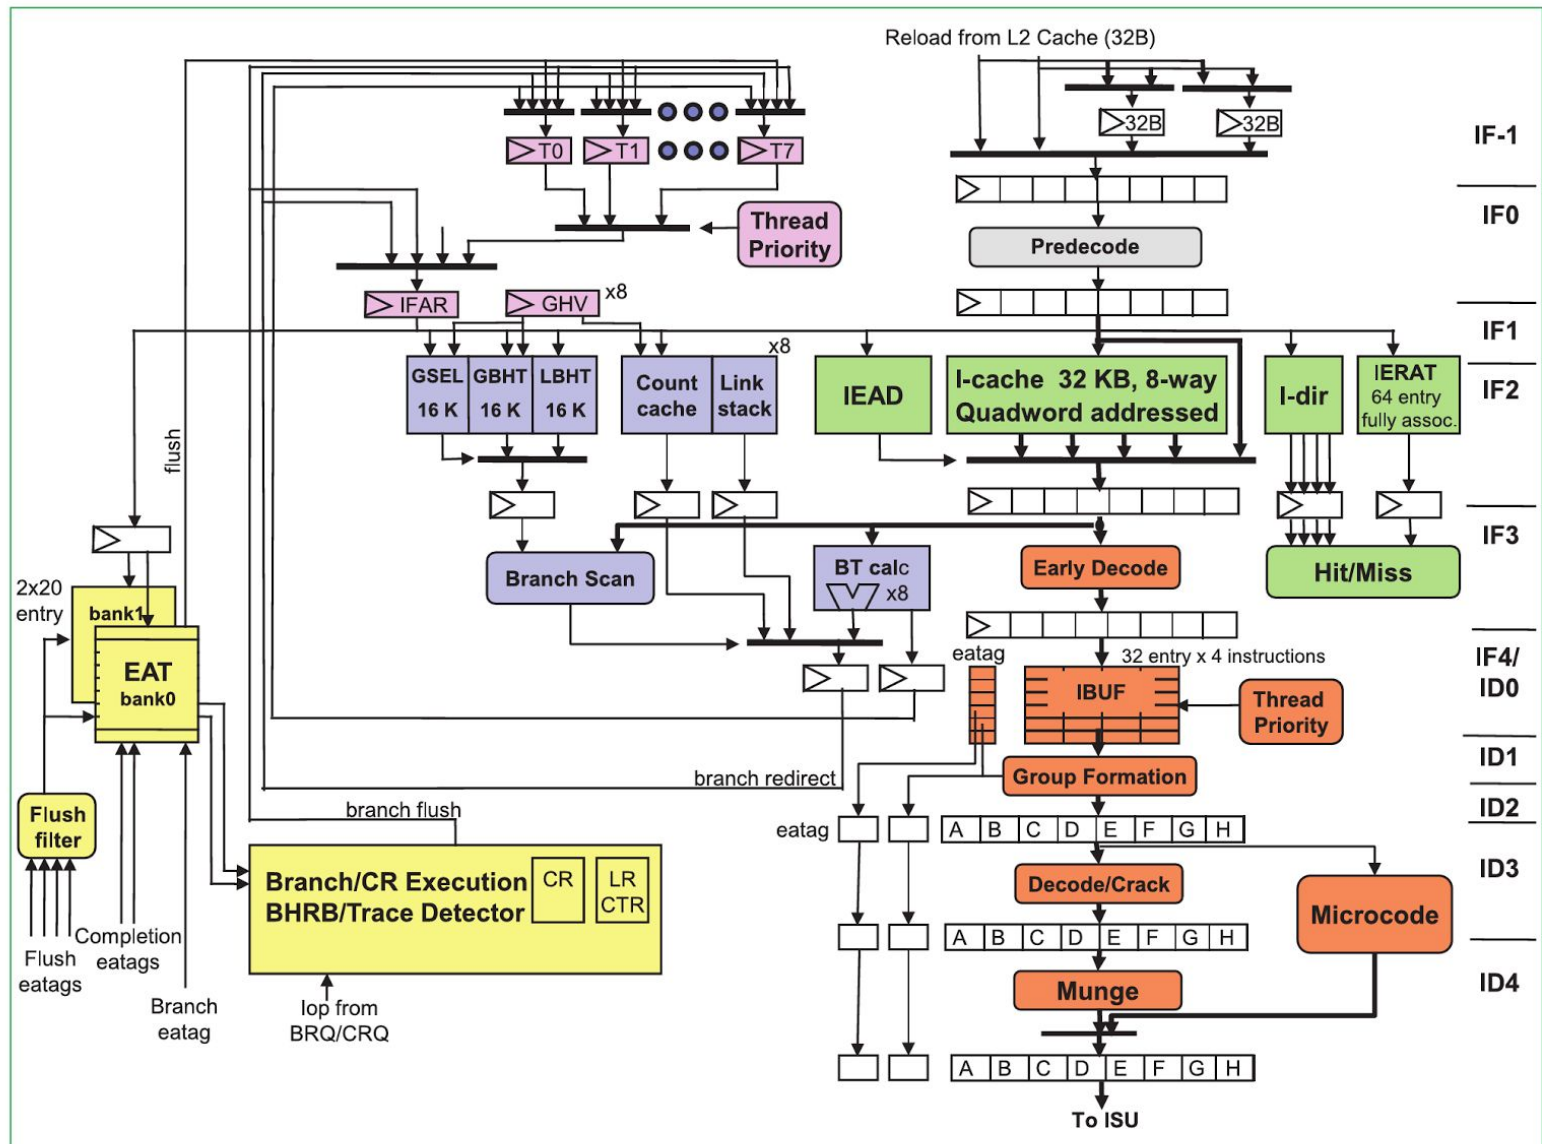 Reload from L2 Cache (32B)
32B
32B
IF-1
T0
T1
T7
IF0
Thread
Priority
Predecode
IFAR
GHV
x8
IF1
x8
GSEL
16 K
GBHT
16 K
LBHT
16 K
Count
cache
Link
stack
IEAD
I-cache 32 KB, 8-way
Quadword addressed
I-dir
IERAT
64 entry
fully assoc.
IF2
flush
IF3
Branch Scan
BT calc
x8
Early Decode
Hit/Miss
2x20
entry
bank1
EAT
bank0
eatag
32 entry x 4 instructions
IBUF
Thread
Priority
IF4/
ID0
branch redirect
Group Formation
ID1
Flush
filter
branch flush
eatag
A B C D E F G H
ID2
Branch/CR Execution
BHRB/Trace Detector
CR
LR
CTR
Decode/Crack
Microcode
ID3
A B C D E F G H
Completion
eatags
Flush
eatags
Branch
eatag
Iop from
BRQ/CRQ
Munge
ID4
A B C D E F G H
To ISU